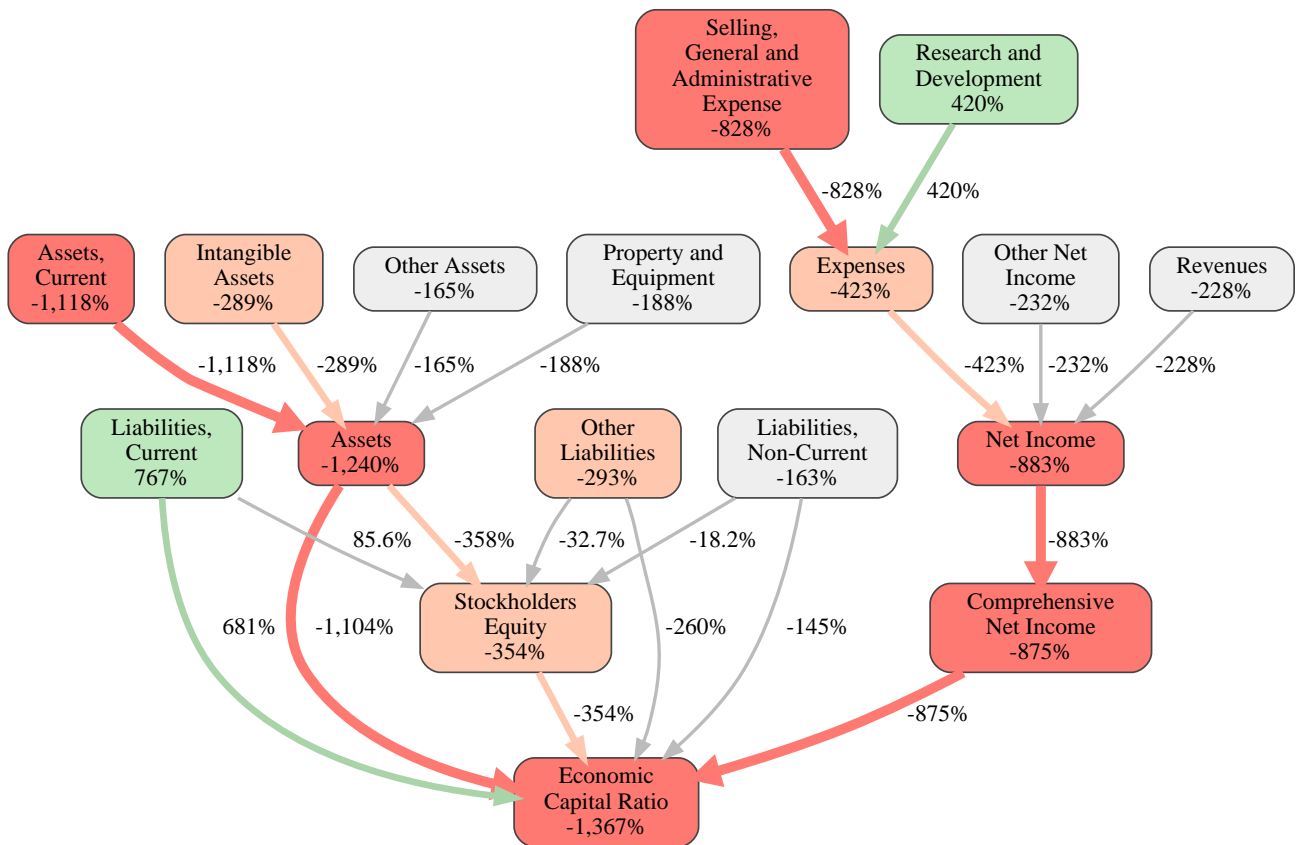 Selling,
General and
Administrative
Expense
-828%
Research and
Development
420%
-828%
420%
Assets,
Current
-1,118%
Intangible
Assets
-289%
Other Assets
-165%
Property and
Equipment
-188%
Expenses
-423%
Other Net
Income
-232%
Revenues
-228%
-1,118%
-289%
-165%
-188%
-423%
-232%
-228%
Liabilities,
Current
767%
Assets
-1,240%
Other
Liabilities
-293%
Liabilities,
Non-Current
-163%
Net Income
-883%
85.6%
-358%
-32.7%
-18.2%
-883%
Stockholders
Equity
-354%
Comprehensive
Net Income
-875%
681%
-1,104%
-260%
-145%
-354%
-875%
Economic
Capital Ratio
-1,367%